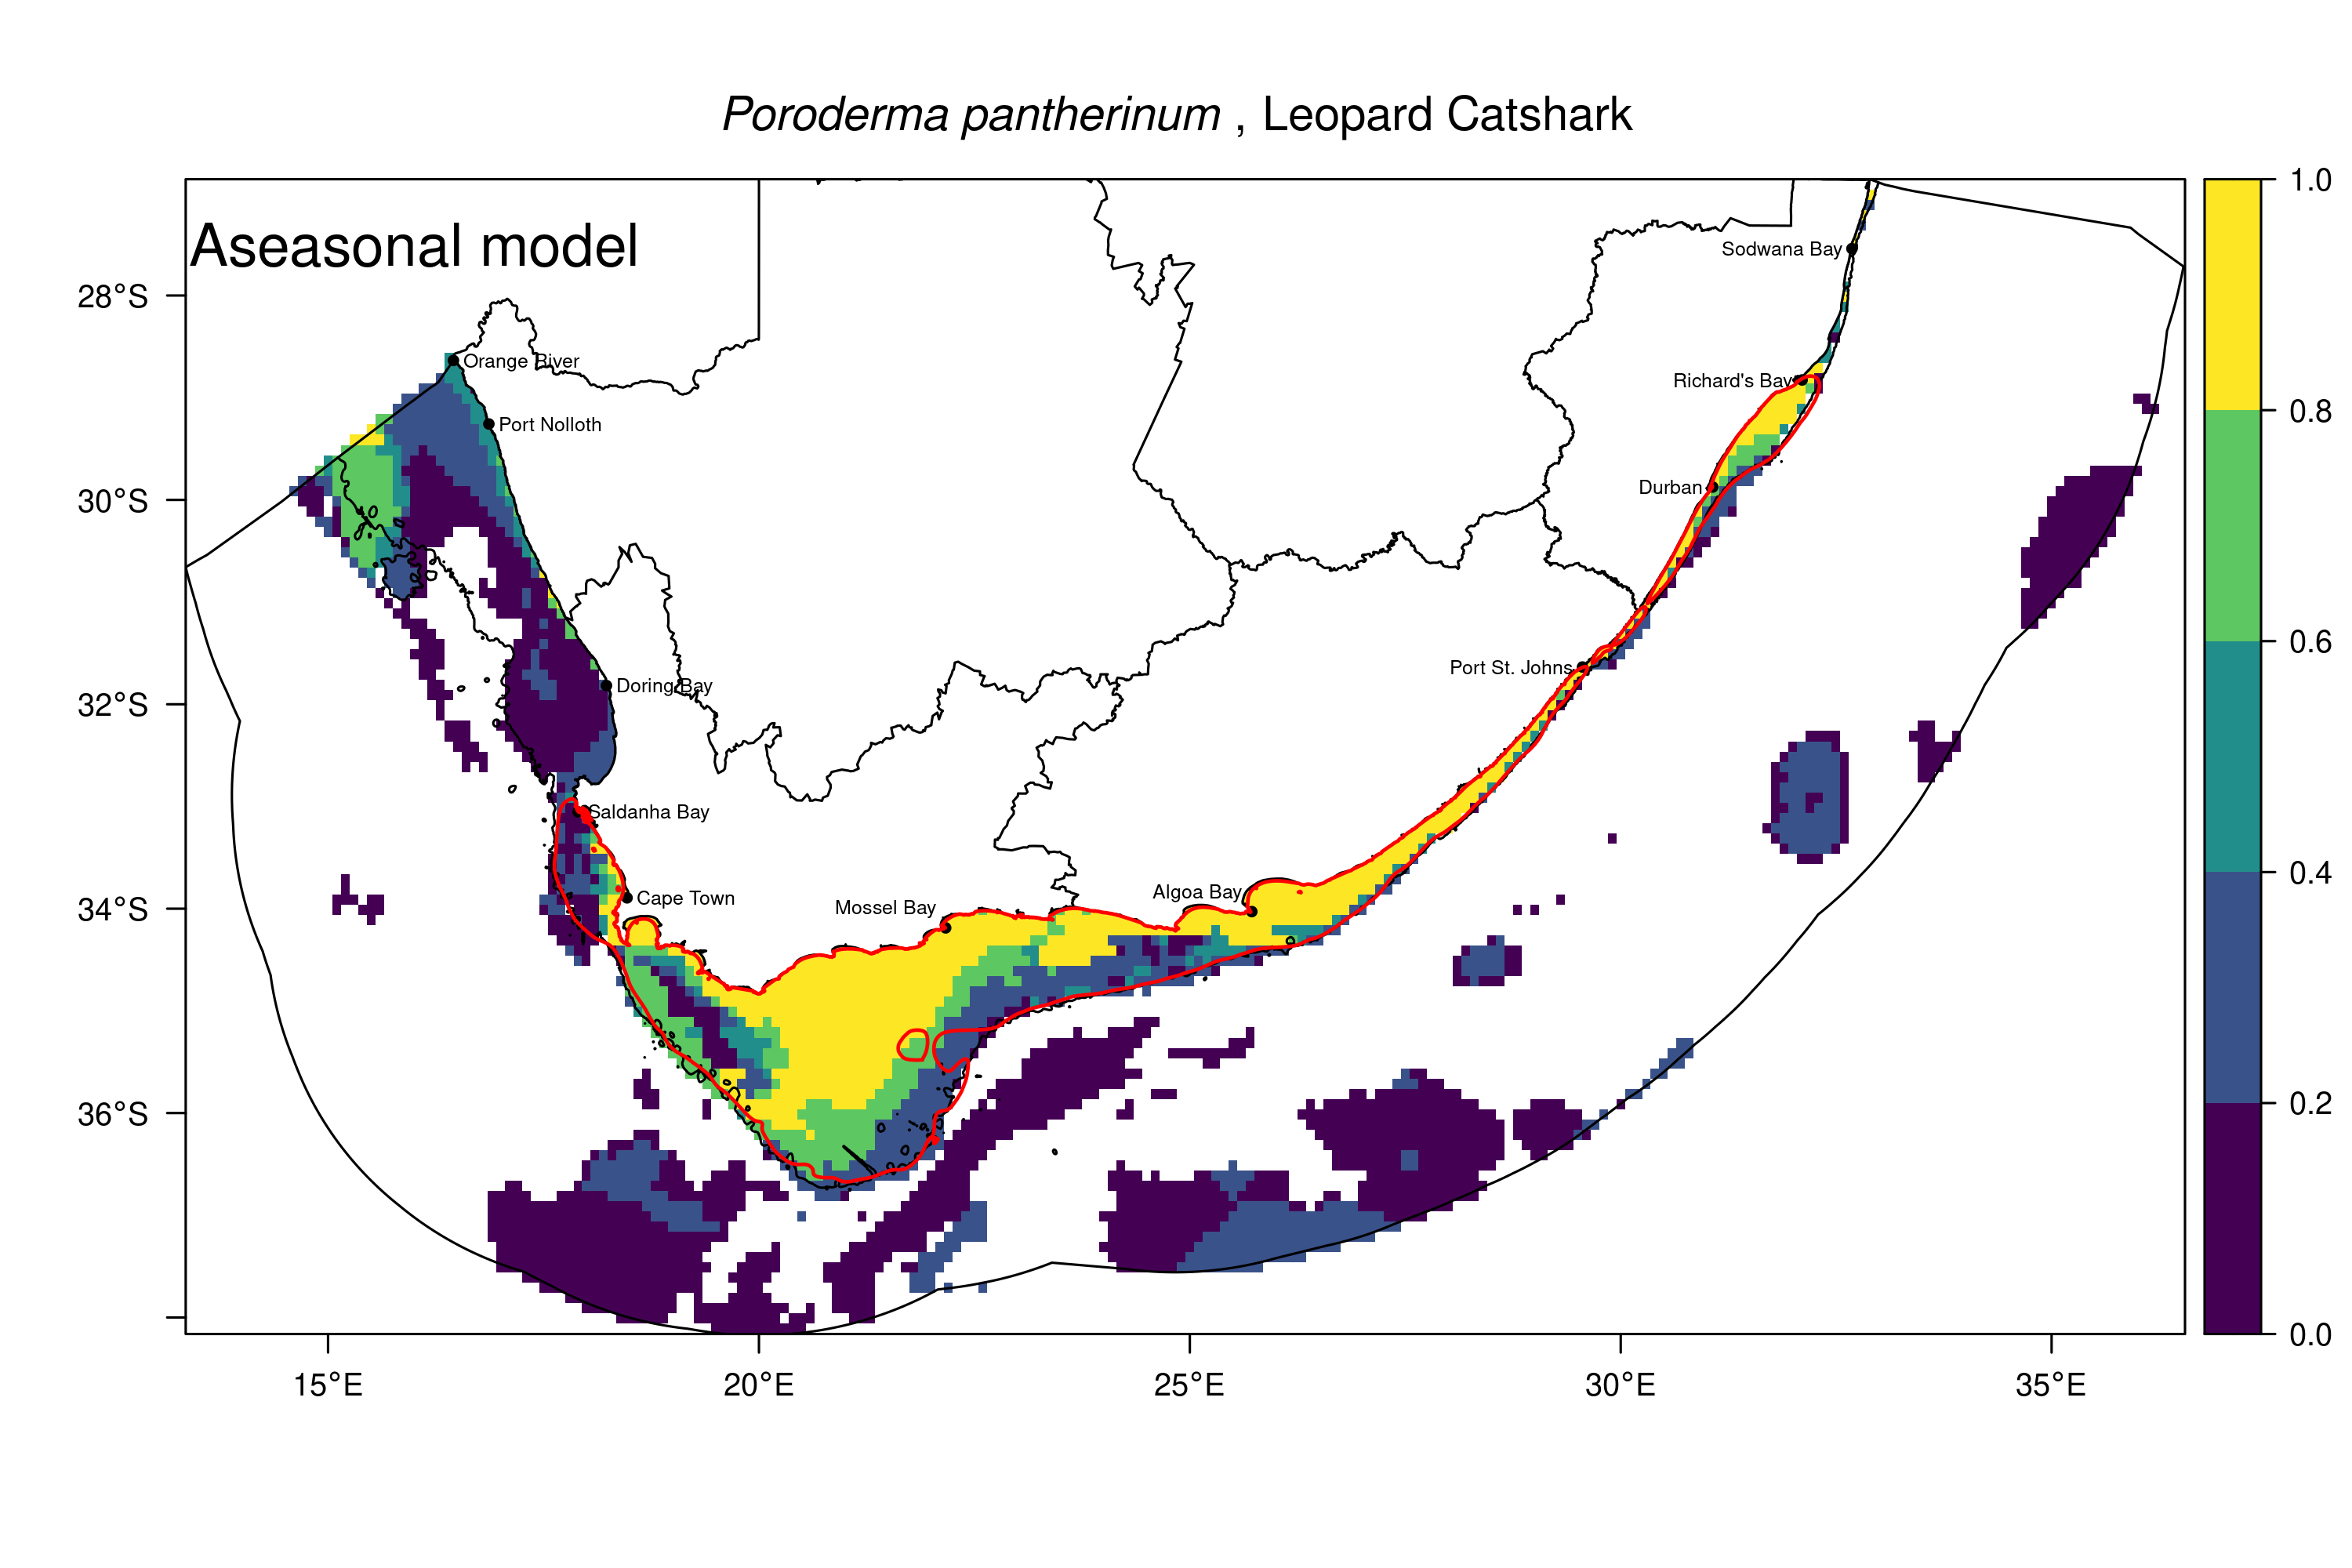 Poroderma pantherinum , Leopard Catshark
Aseasonal model
1.0
0.8
0.6
0.4
0.2
0.0
28°S
30°S
32°S
34°S
36°S
15°E
20°E
25°E
30°E
35°E
Sodwana Bay
Orange River
Richard's Bay
Port Nolloth
Durban
Port St. Johns
Doring Bay
Saldanha Bay
Algoa Bay
Cape Town
Mossel Bay